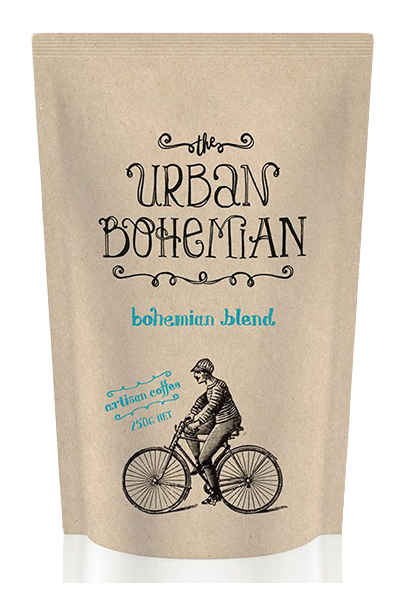 the
URBAN
BOHEMIAN
bohemian blend
artisan coffee
250G NET